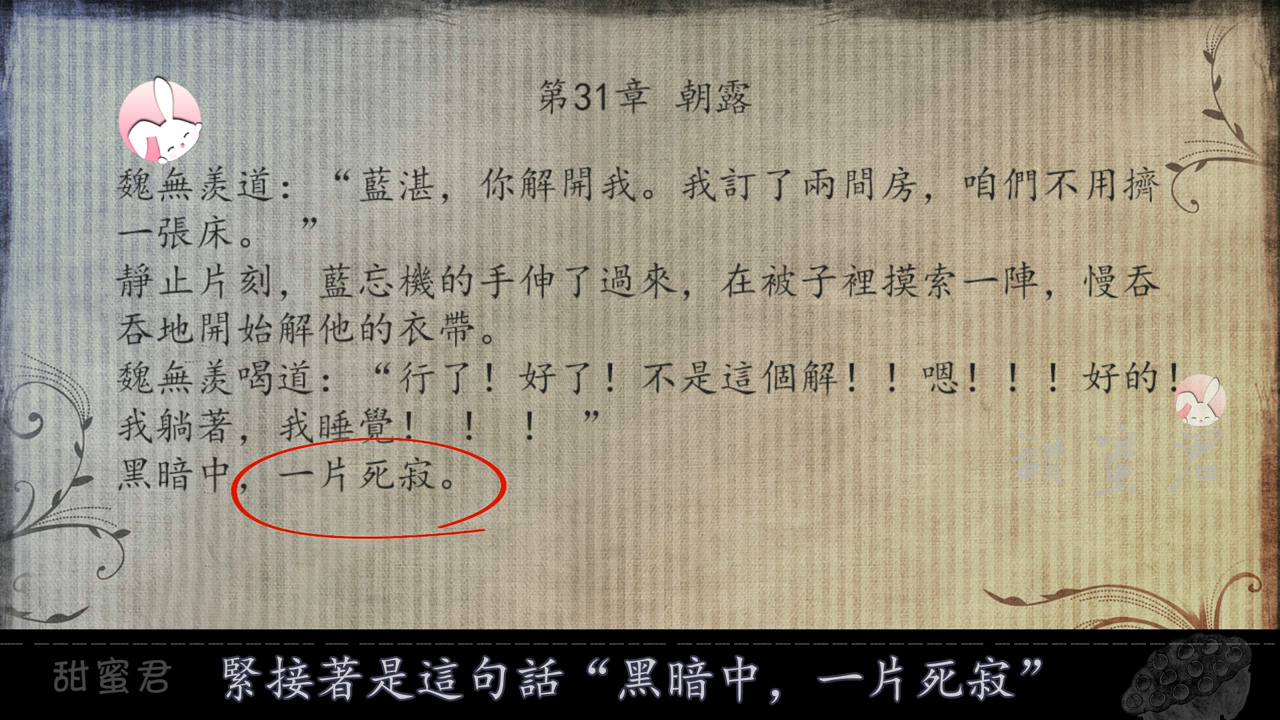 第31章 朝露
魏無羨道：“藍湛，你解開我。我訂了兩間房，咱們不用擠
一張床。 ”
靜止片刻，藍忘機的手伸了過來，在被子裡摸索一陣，慢吞
吞地開始解他的衣帶。
魏無羨喝道：“行了！好了！不是這個解！！嗯！！！好的！
我躺著，我睡覺！ ！ ！ ”
甜蜜君
黑暗中，一片死寂。
甜蜜君 緊接著是這句話“黑暗中，一片死寂”